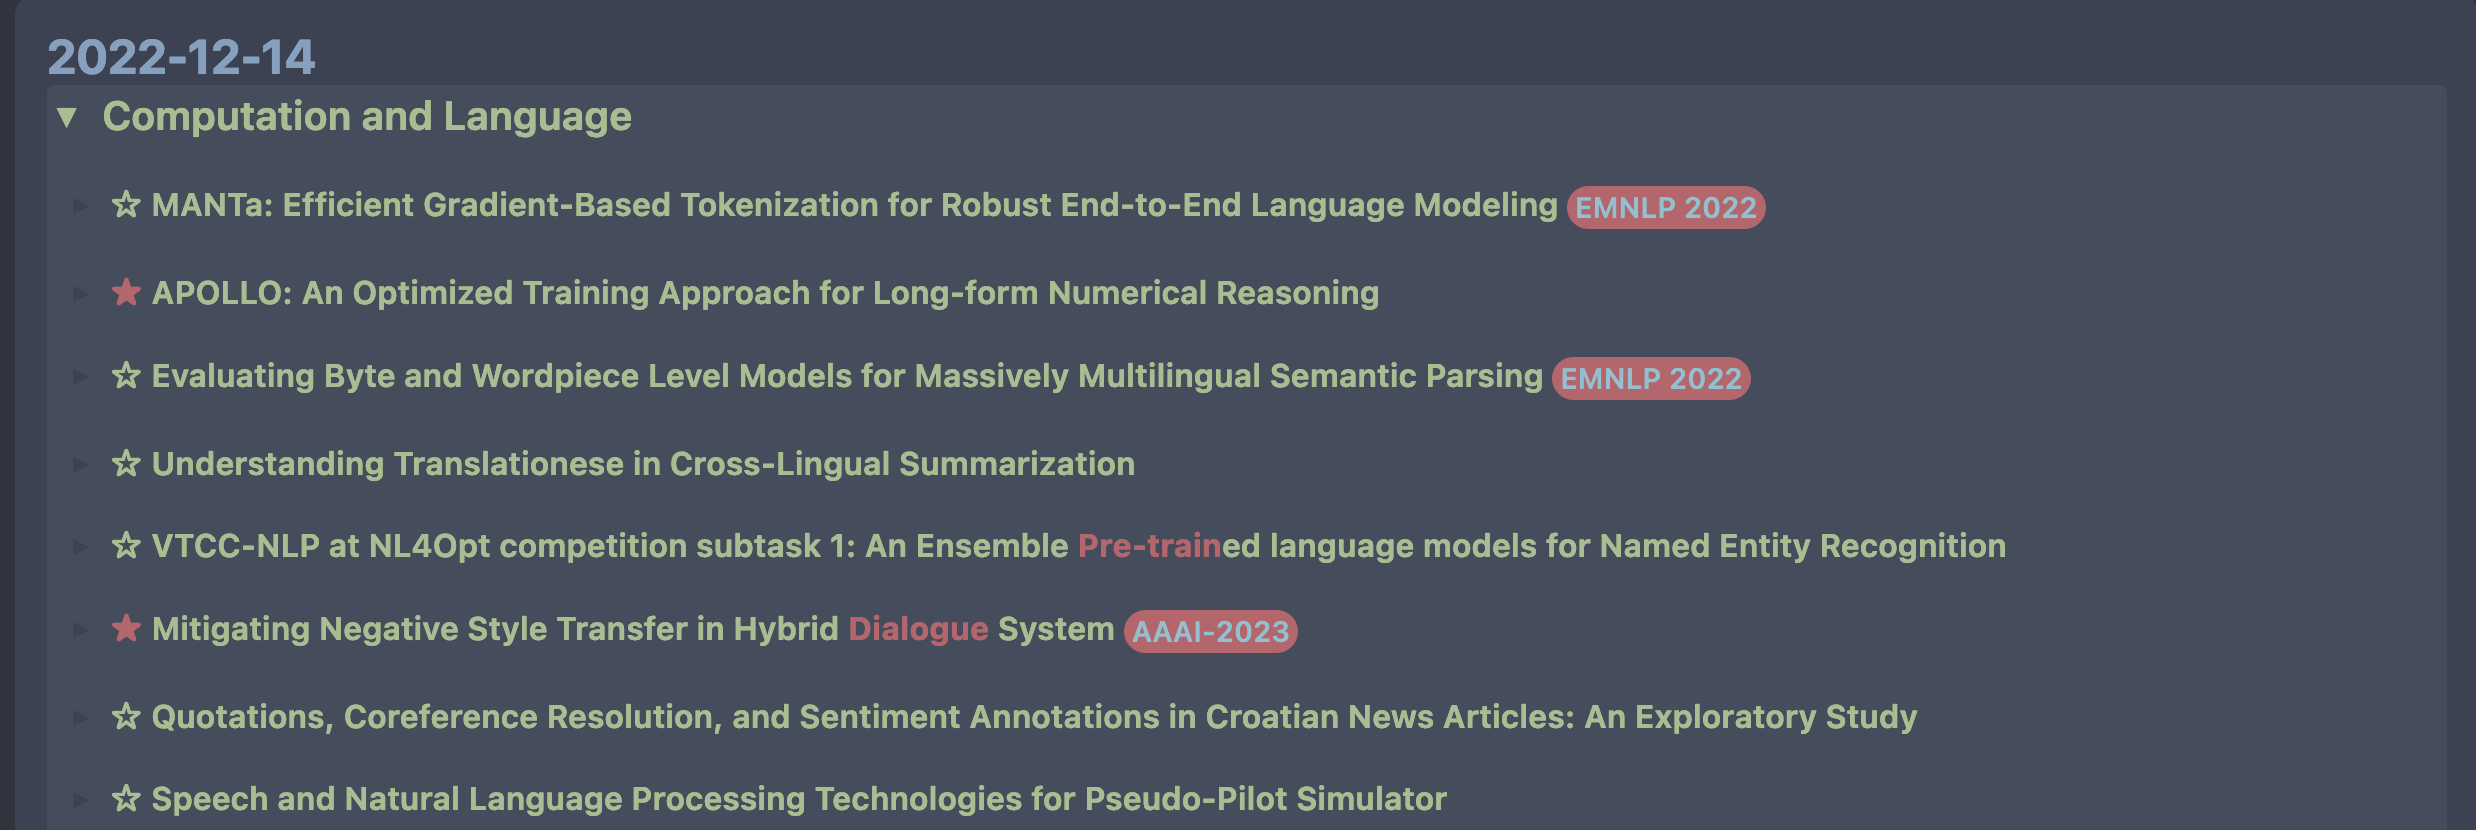 2022-12-14
▼ Computation and Language
▶ ☆ MANTa: Efficient Gradient-Based Tokenization for Robust End-to-End Language Modeling EMNLP 2022
▶ ★ APOLLO: An Optimized Training Approach for Long-form Numerical Reasoning
▶ ☆ Evaluating Byte and Wordpiece Level Models for Massively Multilingual Semantic Parsing EMNLP 2022
▶ ☆ Understanding Translationese in Cross-Lingual Summarization
▶ ☆ VTCC-NLP at NL4Opt competition subtask 1: An Ensemble Pre-trained language models for Named Entity Recognition
▶ ★ Mitigating Negative Style Transfer in Hybrid Dialogue System AAAI-2023
▶ ☆ Quotations, Coreference Resolution, and Sentiment Annotations in Croatian News Articles: An Exploratory Study
▶ ☆ Speech and Natural Language Processing Technologies for Pseudo-Pilot Simulator